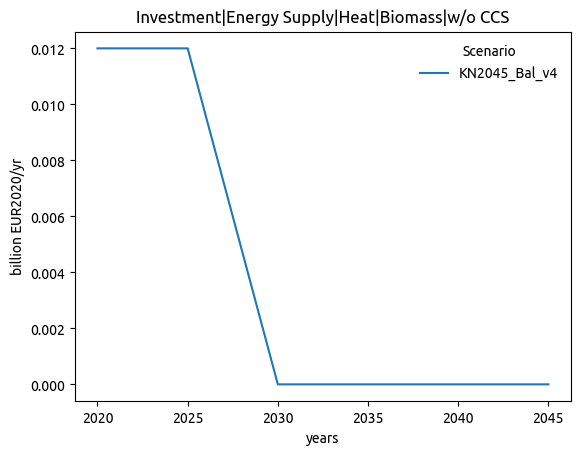 Investment|Energy Supply|Heat|Biomass|w/o CCS
Scenario
KN2045_Bal_v4
billion EUR2020/yr
0.012
0.010
0.008
0.006
0.004
0.002
0.000
2020 2025 2030 2035 2040 2045
years